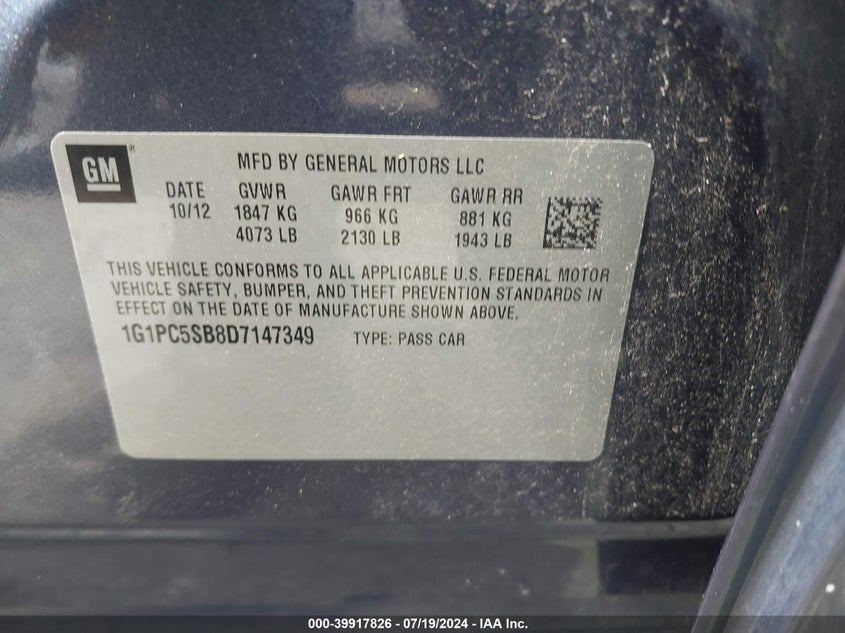 GM ®
MFD BY GENERAL MOTORS LLC
DATE GVWR GAWR FRT GAWR RR
10/12 1847 KG 966 KG 881 KG
4073 LB 2130 LB 1943 LB
THIS VEHICLE CONFORMS TO ALL APPLICABLE U.S. FEDERAL MOTOR
VEHICLE SAFETY, BUMPER, AND THEFT PREVENTION STANDARDS IN
EFFECT ON THE DATE OF MANUFACTURE SHOWN ABOVE.
1G1PC5SB8D7147349 TYPE: PASS CAR
000-39917826 - 07/19/2024 - IAA Inc.